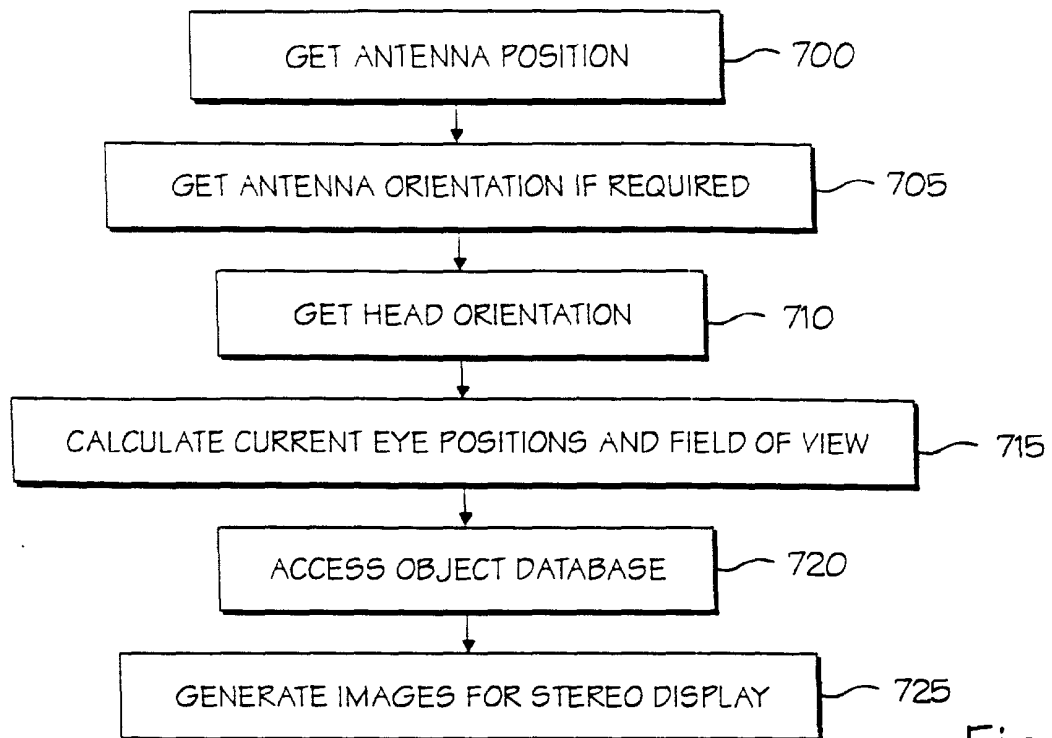 GET ANTENNA POSITION 700
GET ANTENNA ORIENTATION IF REQUIRED 705
GET HEAD ORIENTATION 710
CALCULATE CURRENT EYE POSITIONS AND FIELD OF VIEW 715
ACCESS OBJECT DATABASE 720
GENERATE IMAGES FOR STEREO DISPLAY 725